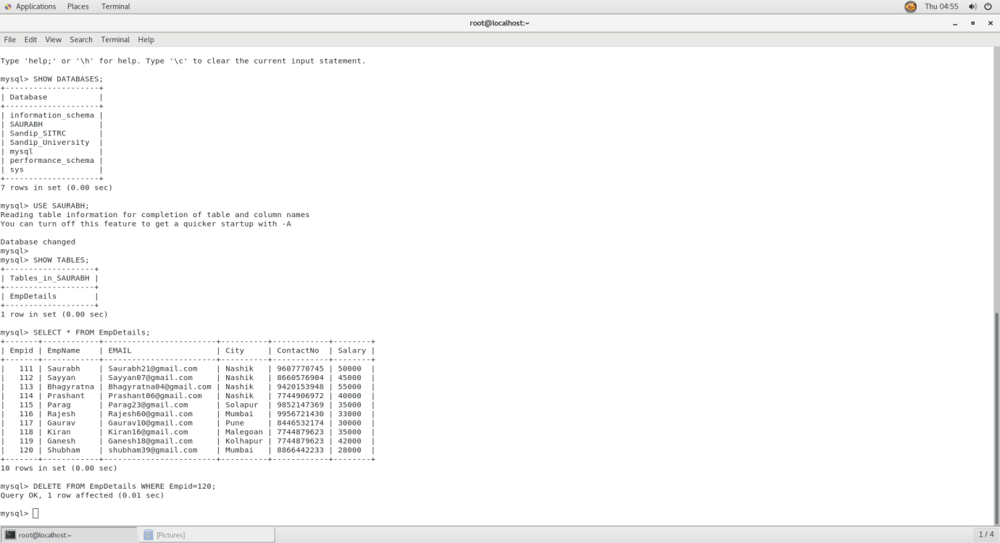 Applications Places Terminal Thu 04:55
root@localhost:~
File Edit View Search Terminal Help
Type 'help;' or '\h' for help. Type '\c' to clear the current input statement.
mysql> SHOW DATABASES;
+--------------------+
| Database           |
+--------------------+
| information_schema |
| SAURABH            |
| Sandip_SITRC       |
| Sandip_University  |
| mysql              |
| performance_schema |
| sys                |
+--------------------+
7 rows in set (0.00 sec)
mysql> USE SAURABH;
Reading table information for completion of table and column names
You can turn off this feature to get a quicker startup with -A
Database changed
mysql>
mysql> SHOW TABLES;
+-------------------+
| Tables_in_SAURABH |
+-------------------+
| EmpDetails        |
+-------------------+
1 row in set (0.00 sec)
mysql> SELECT * FROM EmpDetails;
+-------+------------+------------------------+----------+------------+--------+
| Empid | EmpName    | EMAIL                  | City     | ContactNo  | Salary |
+-------+------------+------------------------+----------+------------+--------+
|   111 | Saurabh    | Saurabh21@gmail.com    | Nashik   | 9607770745 | 50000  |
|   112 | Sayyan     | Sayyan07@gmail.com     | Nashik   | 8660576904 | 45000  |
|   113 | Bhagyratna | Bhagyratna04@gmail.com | Nashik   | 9420153948 | 55000  |
|   114 | Prashant   | Prashant06@gmail.com   | Nashik   | 7744906972 | 40000  |
|   115 | Parag      | Parag23@gmail.com      | Solapur  | 9852147369 | 35000  |
|   116 | Rajesh     | Rajesh60@gmail.com     | Mumbai   | 9956721430 | 33000  |
|   117 | Gaurav     | Gaurav10@gmail.com     | Pune     | 8446532174 | 30000  |
|   118 | Kiran      | Kiran16@gmail.com      | Malegoan | 7744879623 | 35000  |
|   119 | Ganesh     | Ganesh18@gmail.com     | Kolhapur | 7744879623 | 42000  |
|   120 | Shubham    | shubham39@gmail.com    | Mumbai   | 8866442233 | 28000  |
+-------+------------+------------------------+----------+------------+--------+
10 rows in set (0.00 sec)
mysql> DELETE FROM EmpDetails WHERE Empid=120;
Query OK, 1 row affected (0.01 sec)
mysql>
root@localhost:~ [Pictures] 1 / 4